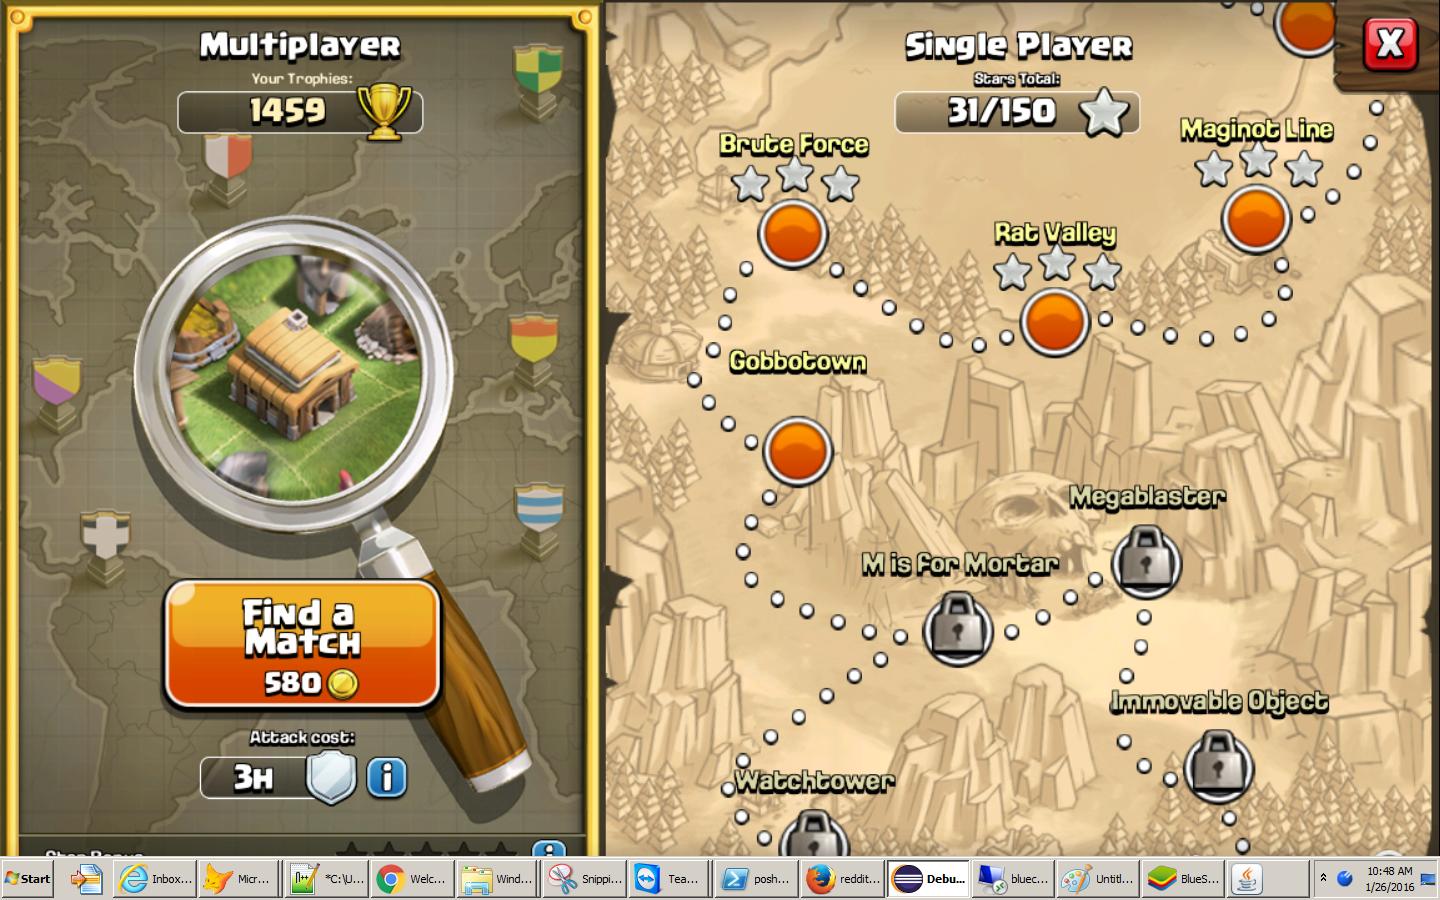 Multiplayer
Your Trophies:
1459
Find a
Match
580
Attack cost:
3H
i
Single Player
Stars Total:
31/150
X
Brute Force
Maginot Line
Rat Valley
Gobbotown
Megablaster
M is for Mortar
Immovable Object
Watchtower
Start
Inbox...
Micr...
*C:\U...
Welc...
Wind...
Snippi...
Tea...
posh...
reddit...
Debu...
bluec...
Untitl...
BlueS...
10:48 AM
1/26/2016